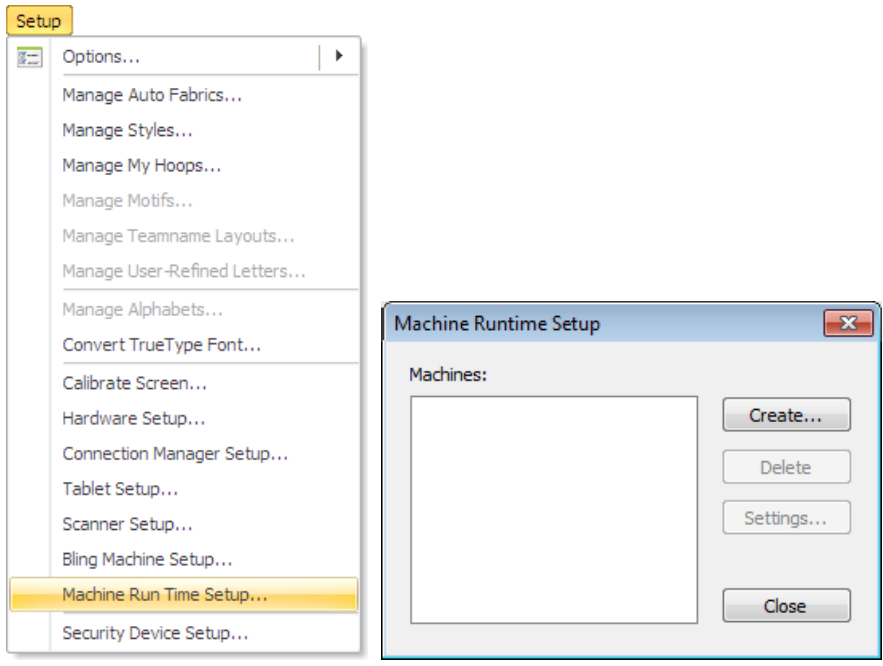 Setup
Options...
Manage Auto Fabrics...
Manage Styles...
Manage My Hoops...
Manage Motifs...
Manage Teamname Layouts...
Manage User-Refined Letters...
Manage Alphabets...
Convert TrueType Font...
Calibrate Screen...
Hardware Setup...
Connection Manager Setup...
Tablet Setup...
Scanner Setup...
Bling Machine Setup...
Machine Run Time Setup...
Security Device Setup...
Machine Runtime Setup
Machines:
Create...
Delete
Settings...
Close